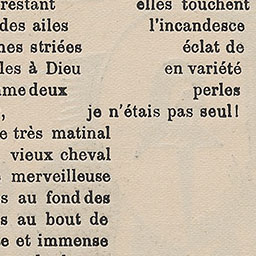 restant elles touchent
des ailes l'incandesce
nes striées éclat de
les à Dieu en variété
me deux perles
, je n'étais pas seul!
e très matinal
vieux cheval
merveilleuse
s au fond des
s au bout de
e et immense